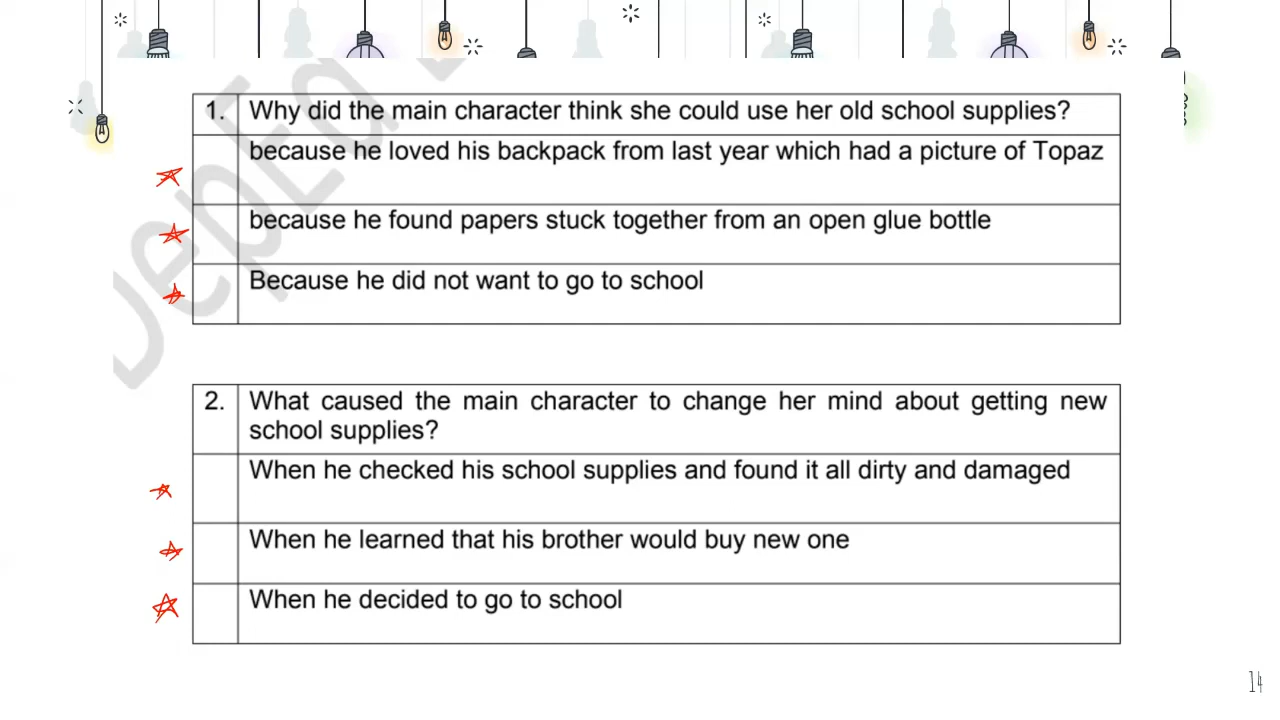 1. Why did the main character think she could use her old school supplies?
because he loved his backpack from last year which had a picture of Topaz
because he found papers stuck together from an open glue bottle
Because he did not want to go to school
2. What caused the main character to change her mind about getting new
school supplies?
When he checked his school supplies and found it all dirty and damaged
When he learned that his brother would buy new one
When he decided to go to school
DepEd
14